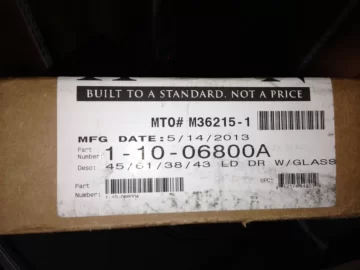 BUILT TO A STANDARD, NOT A PRICE
MTO# M36215-1
MFG DATE: 5/14/2013
Part Number: 1-10-06800A
Desc: 45/61/38/43 LD DR W/GLASS
Part Number:
UPC: